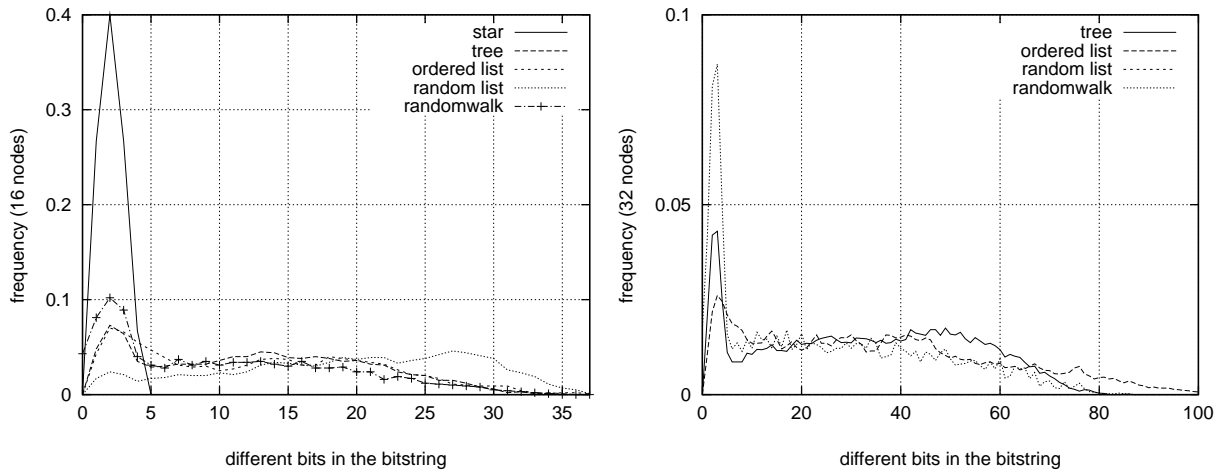 frequency (16 nodes)
0.4
0.3
0.2
0.1
0
star
tree
ordered list
random list
randomwalk
0 5 10 15 20 25 30 35
different bits in the bitstring
frequency (32 nodes)
0.1
0.05
0
tree
ordered list
random list
randomwalk
0 20 40 60 80 100
different bits in the bitstring